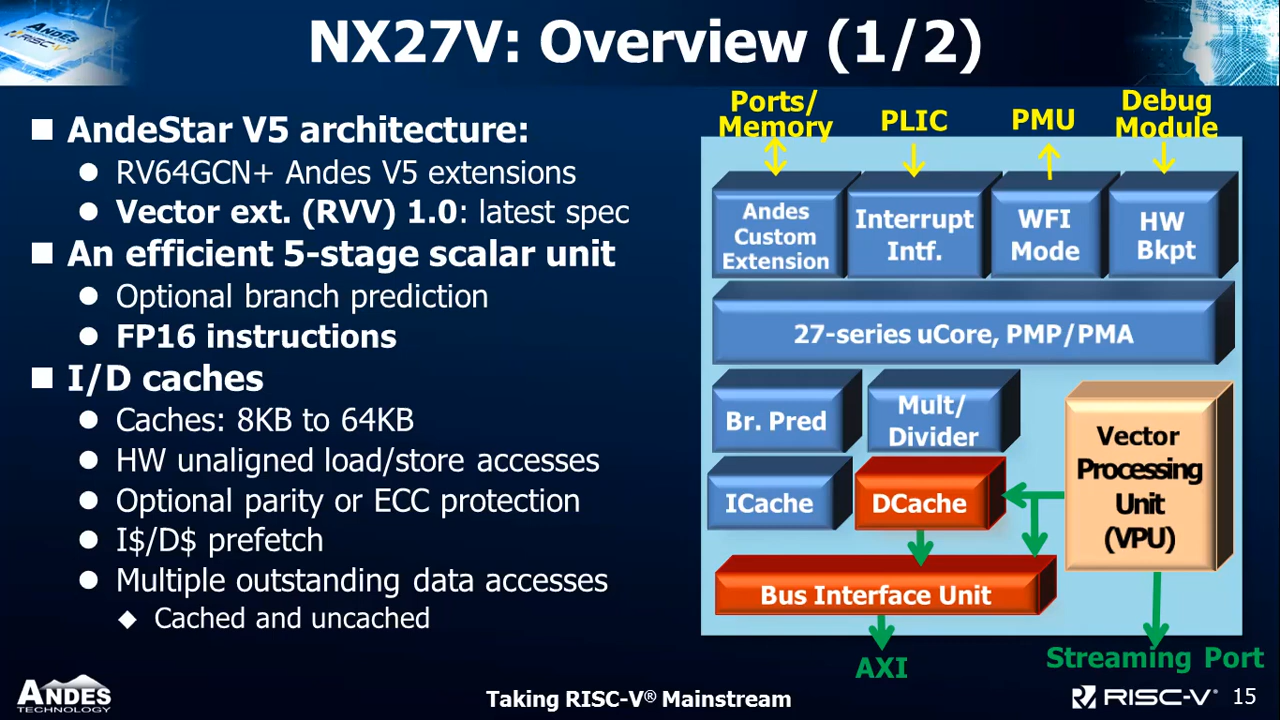 NX27V: Overview (1/2)
ANDES
RISC-V
AndeStar V5 architecture:
RV64GCN+ Andes V5 extensions
Vector ext. (RVV) 1.0: latest spec
An efficient 5-stage scalar unit
Optional branch prediction
FP16 instructions
I/D caches
Caches: 8KB to 64KB
HW unaligned load/store accesses
Optional parity or ECC protection
I$/D$ prefetch
Multiple outstanding data accesses
Cached and uncached
Ports/
Memory
PLIC
PMU
Debug
Module
Andes
Custom
Extension
Interrupt
Intf.
WFI
Mode
HW
Bkpt
27-series uCore, PMP/PMA
Br. Pred
Mult/
Divider
ICache
DCache
Vector
Processing
Unit
(VPU)
Bus Interface Unit
AXI
Streaming Port
ANDES
TECHNOLOGY
Taking RISC-V® Mainstream
RISC-V®
15